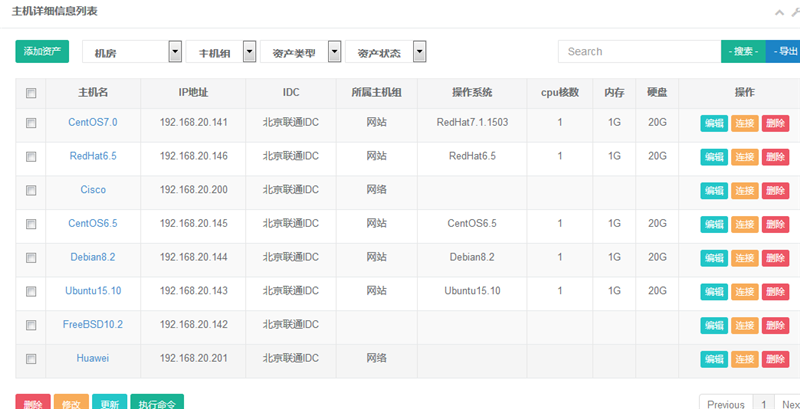 主机详细信息列表
添加资产 机房 主机组 资产类型 资产状态 Search - 搜索 - - 导出
主机名 IP地址 IDC 所属主机组 操作系统 cpu核数 内存 硬盘 操作
CentOS7.0 192.168.20.141 北京联通IDC 网站 RedHat7.1.1503 1 1G 20G 编辑 连接 删除
RedHat6.5 192.168.20.146 北京联通IDC 网站 RedHat6.5 1 1G 20G 编辑 连接 删除
Cisco 192.168.20.200 北京联通IDC 网络 编辑 连接 删除
CentOS6.5 192.168.20.145 北京联通IDC 网站 CentOS6.5 1 1G 20G 编辑 连接 删除
Debian8.2 192.168.20.144 北京联通IDC 网站 Debian8.2 1 1G 20G 编辑 连接 删除
Ubuntu15.10 192.168.20.143 北京联通IDC 网站 Ubuntu15.10 1 1G 20G 编辑 连接 删除
FreeBSD10.2 192.168.20.142 北京联通IDC 编辑 连接 删除
Huawei 192.168.20.201 北京联通IDC 网络 编辑 连接 删除
删除 修改 更新 执行命令 Previous 1 Nex